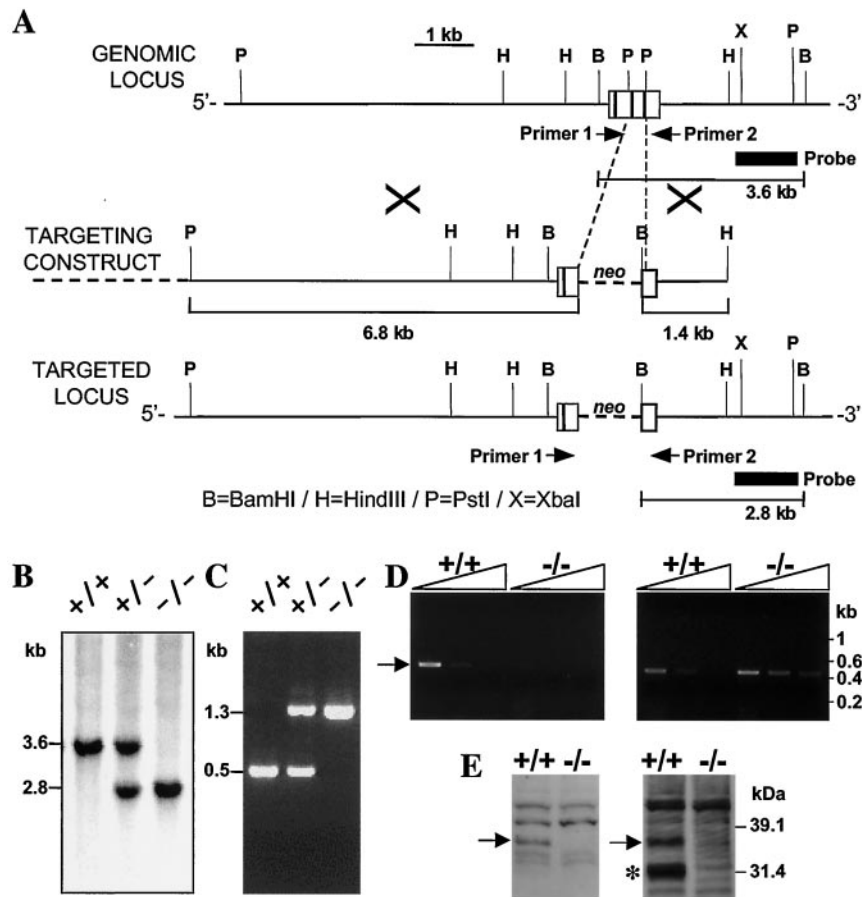 A
1 kb
X
P
P
H
H
B
P
P
H
B
GENOMIC
LOCUS
5'-
-3'
Primer 1
Primer 2
Probe
3.6 kb
X
X
TARGETING
CONSTRUCT
P
H
H
B
B
H
neo
6.8 kb
1.4 kb
X
P
TARGETED
LOCUS
P
H
H
B
B
H
B
5'-
neo
-3'
Primer 1
Primer 2
Probe
B=BamHI / H=HindIII / P=PstI / X=XbaI
2.8 kb
B
+/+
+/-
-/-
kb
3.6
2.8
C
+/+
+/-
-/-
1.3
0.5
D
+/+
-/-
+/+
-/-
kb
1
0.6
0.4
0.2
E
+/+
-/-
+/+
-/-
kDa
39.1
*
31.4